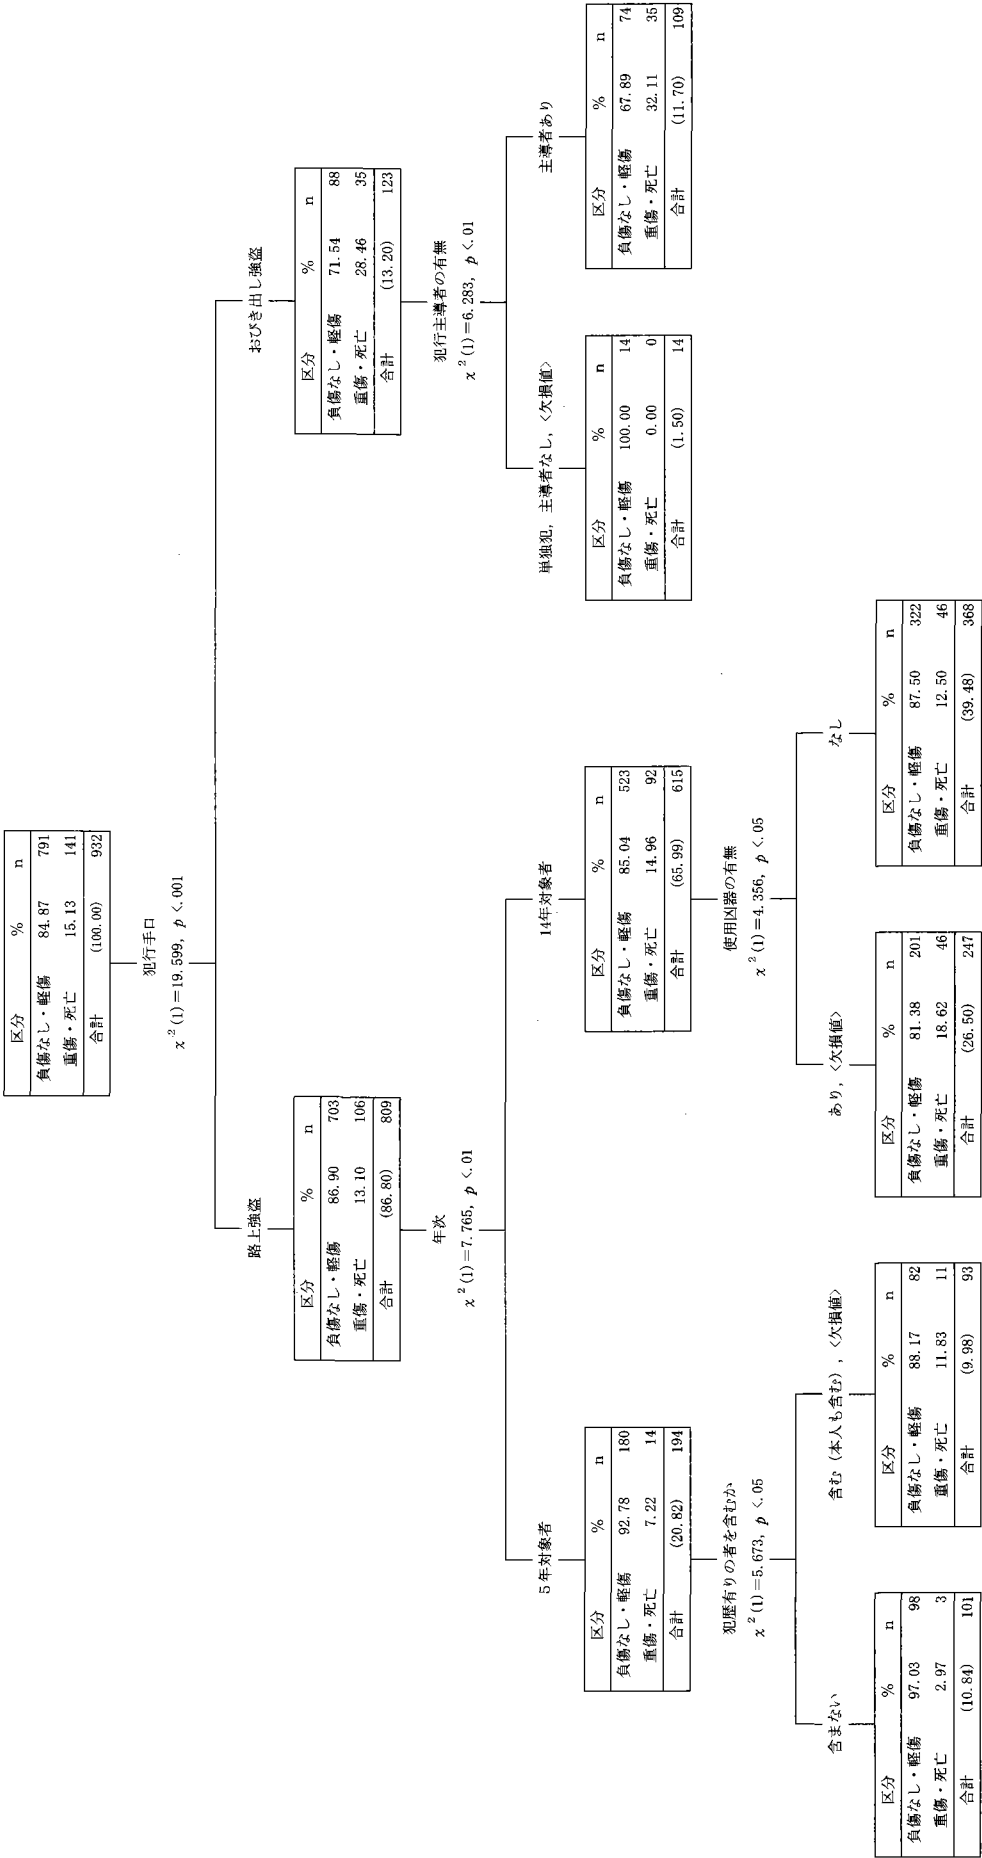 区分 % n
負傷なし・軽傷 84.87 791
重傷・死亡 15.13 141
合計 (100.00) 932
犯行手口
χ²(1)=19.599, p <.001
路上強盗
区分 % n
負傷なし・軽傷 86.90 703
重傷・死亡 13.10 106
合計 (86.80) 809
おびき出し強盗
区分 % n
負傷なし・軽傷 71.54 88
重傷・死亡 28.46 35
合計 (13.20) 123
年次
χ²(1)=7.765, p <.01
犯行主導者の有無
χ²(1)=6.283, p <.01
5年対象者
区分 % n
負傷なし・軽傷 92.78 180
重傷・死亡 7.22 14
合計 (20.82) 194
14年対象者
区分 % n
負傷なし・軽傷 85.04 523
重傷・死亡 14.96 92
合計 (65.99) 615
単独犯, 主導者なし, <欠損値>
区分 % n
負傷なし・軽傷 100.00 14
重傷・死亡 0.00 0
合計 (1.50) 14
主導者あり
区分 % n
負傷なし・軽傷 67.89 74
重傷・死亡 32.11 35
合計 (11.70) 109
犯歴有りの者を含むか
χ²(1)=5.673, p <.05
使用凶器の有無
χ²(1)=4.356, p <.05
含まない
区分 % n
負傷なし・軽傷 97.03 98
重傷・死亡 2.97 3
合計 (10.84) 101
含む (本人も含む), <欠損値>
区分 % n
負傷なし・軽傷 88.17 82
重傷・死亡 11.83 11
合計 (9.98) 93
あり, <欠損値>
区分 % n
負傷なし・軽傷 81.38 201
重傷・死亡 18.62 46
合計 (26.50) 247
なし
区分 % n
負傷なし・軽傷 87.50 322
重傷・死亡 12.50 46
合計 (39.48) 368